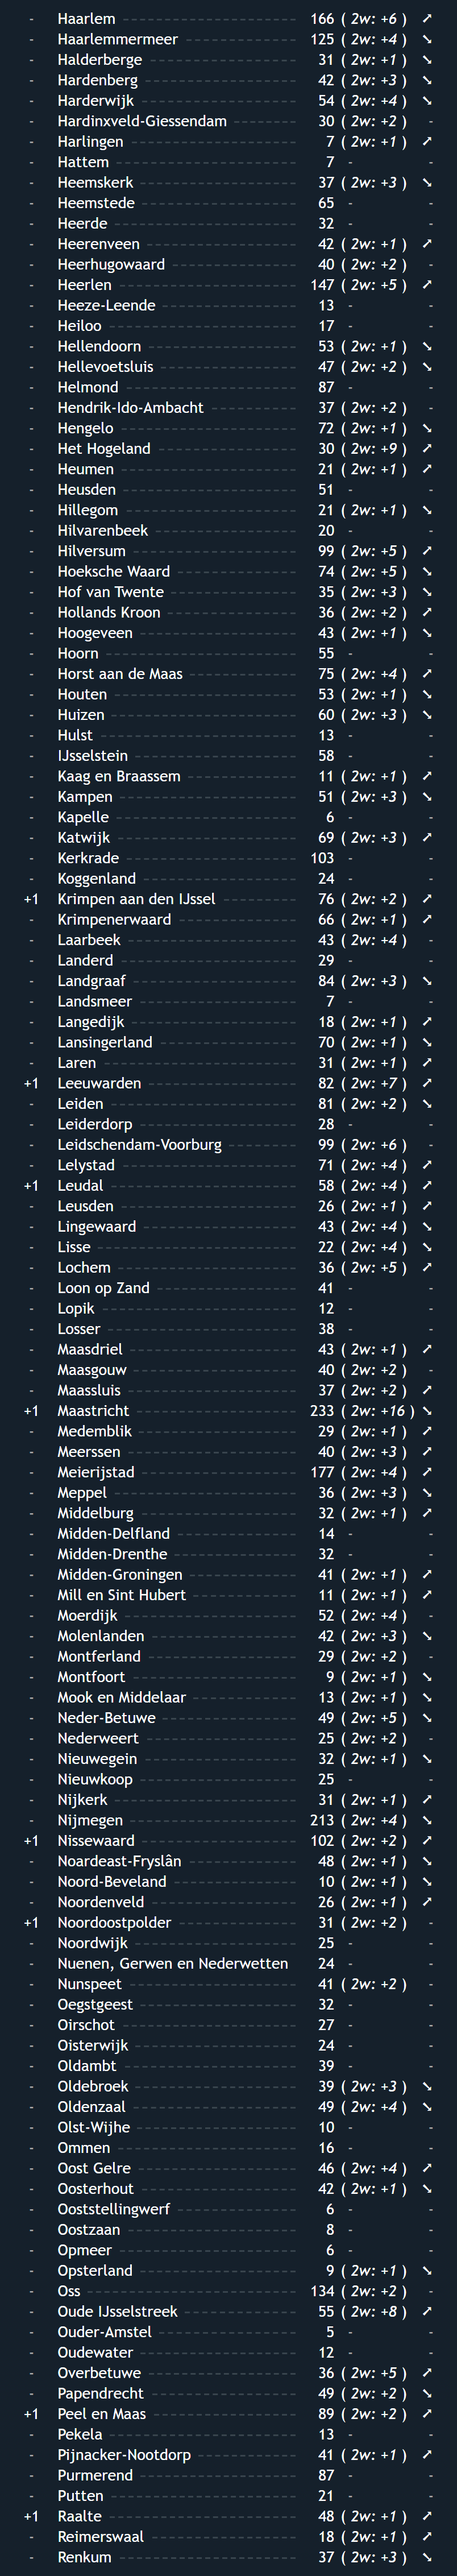 - Haarlem 166 ( 2w: +6 ) ➚
- Haarlemmermeer 125 ( 2w: +4 ) ➘
- Halderberge 31 ( 2w: +1 ) ➘
- Hardenberg 42 ( 2w: +3 ) ➘
- Harderwijk 54 ( 2w: +4 ) ➘
- Hardinxveld-Giessendam 30 ( 2w: +2 ) -
- Harlingen 7 ( 2w: +1 ) ➚
- Hattem 7 - -
- Heemskerk 37 ( 2w: +3 ) ➘
- Heemstede 65 - -
- Heerde 32 - -
- Heerenveen 42 ( 2w: +1 ) ➚
- Heerhugowaard 40 ( 2w: +2 ) -
- Heerlen 147 ( 2w: +5 ) ➚
- Heeze-Leende 13 - -
- Heiloo 17 - -
- Hellendoorn 53 ( 2w: +1 ) ➘
- Hellevoetsluis 47 ( 2w: +2 ) ➘
- Helmond 87 - -
- Hendrik-Ido-Ambacht 37 ( 2w: +2 ) -
- Hengelo 72 ( 2w: +1 ) ➘
- Het Hogeland 30 ( 2w: +9 ) ➚
- Heumen 21 ( 2w: +1 ) ➚
- Heusden 51 - -
- Hillegom 21 ( 2w: +1 ) ➘
- Hilvarenbeek 20 - -
- Hilversum 99 ( 2w: +5 ) ➚
- Hoeksche Waard 74 ( 2w: +5 ) ➘
- Hof van Twente 35 ( 2w: +3 ) ➘
- Hollands Kroon 36 ( 2w: +2 ) ➚
- Hoogeveen 43 ( 2w: +1 ) ➘
- Hoorn 55 - -
- Horst aan de Maas 75 ( 2w: +4 ) ➚
- Houten 53 ( 2w: +1 ) ➘
- Huizen 60 ( 2w: +3 ) ➘
- Hulst 13 - -
- IJsselstein 58 - -
- Kaag en Braassem 11 ( 2w: +1 ) ➚
- Kampen 51 ( 2w: +3 ) ➘
- Kapelle 6 - -
- Katwijk 69 ( 2w: +3 ) ➚
- Kerkrade 103 - -
- Koggenland 24 - -
+1 Krimpen aan den IJssel 76 ( 2w: +2 ) ➚
- Krimpenerwaard 66 ( 2w: +1 ) ➚
- Laarbeek 43 ( 2w: +4 ) -
- Landerd 29 - -
- Landgraaf 84 ( 2w: +3 ) ➘
- Landsmeer 7 - -
- Langedijk 18 ( 2w: +1 ) ➚
- Lansingerland 70 ( 2w: +1 ) ➘
- Laren 31 ( 2w: +1 ) ➚
+1 Leeuwarden 82 ( 2w: +7 ) ➚
- Leiden 81 ( 2w: +2 ) ➘
- Leiderdorp 28 - -
- Leidschendam-Voorburg 99 ( 2w: +6 ) -
- Lelystad 71 ( 2w: +4 ) ➚
+1 Leudal 58 ( 2w: +4 ) ➚
- Leusden 26 ( 2w: +1 ) ➚
- Lingewaard 43 ( 2w: +4 ) ➘
- Lisse 22 ( 2w: +4 ) ➘
- Lochem 36 ( 2w: +5 ) ➚
- Loon op Zand 41 - -
- Lopik 12 - -
- Losser 38 - -
- Maasdriel 43 ( 2w: +1 ) ➚
- Maasgouw 40 ( 2w: +2 ) -
- Maassluis 37 ( 2w: +2 ) ➚
+1 Maastricht 233 ( 2w: +16 ) ➘
- Medemblik 29 ( 2w: +1 ) ➚
- Meerssen 40 ( 2w: +3 ) ➚
- Meierijstad 177 ( 2w: +4 ) ➚
- Meppel 36 ( 2w: +3 ) ➘
- Middelburg 32 ( 2w: +1 ) ➚
- Midden-Delfland 14 - -
- Midden-Drenthe 32 - -
- Midden-Groningen 41 ( 2w: +1 ) ➚
- Mill en Sint Hubert 11 ( 2w: +1 ) ➚
- Moerdijk 52 ( 2w: +4 ) -
- Molenlanden 42 ( 2w: +3 ) ➘
- Montferland 29 ( 2w: +2 ) -
- Montfoort 9 ( 2w: +1 ) ➘
- Mook en Middelaar 13 ( 2w: +1 ) ➘
- Neder-Betuwe 49 ( 2w: +5 ) ➘
- Nederweert 25 ( 2w: +2 ) -
- Nieuwegein 32 ( 2w: +1 ) ➘
- Nieuwkoop 25 - -
- Nijkerk 31 ( 2w: +1 ) ➚
- Nijmegen 213 ( 2w: +4 ) ➘
+1 Nissewaard 102 ( 2w: +2 ) ➚
- Noardeast-Fryslân 48 ( 2w: +1 ) ➘
- Noord-Beveland 10 ( 2w: +1 ) ➘
- Noordenveld 26 ( 2w: +1 ) ➚
+1 Noordoostpolder 31 ( 2w: +2 ) -
- Noordwijk 25 - -
- Nuenen, Gerwen en Nederwetten 24 - -
- Nunspeet 41 ( 2w: +2 ) -
- Oegstgeest 32 - -
- Oirschot 27 - -
- Oisterwijk 24 - -
- Oldambt 39 - -
- Oldebroek 39 ( 2w: +3 ) ➘
- Oldenzaal 49 ( 2w: +4 ) ➘
- Olst-Wijhe 10 - -
- Ommen 16 - -
- Oost Gelre 46 ( 2w: +4 ) ➚
- Oosterhout 42 ( 2w: +1 ) ➘
- Ooststellingwerf 6 - -
- Oostzaan 8 - -
- Opmeer 6 - -
- Opsterland 9 ( 2w: +1 ) ➘
- Oss 134 ( 2w: +2 ) -
- Oude IJsselstreek 55 ( 2w: +8 ) ➚
- Ouder-Amstel 5 - -
- Oudewater 12 - -
- Overbetuwe 36 ( 2w: +5 ) ➚
- Papendrecht 49 ( 2w: +2 ) ➘
+1 Peel en Maas 89 ( 2w: +2 ) ➚
- Pekela 13 - -
- Pijnacker-Nootdorp 41 ( 2w: +1 ) ➚
- Purmerend 87 - -
- Putten 21 - -
+1 Raalte 48 ( 2w: +1 ) ➚
- Reimerswaal 18 ( 2w: +1 ) ➚
- Renkum 37 ( 2w: +3 ) ➘